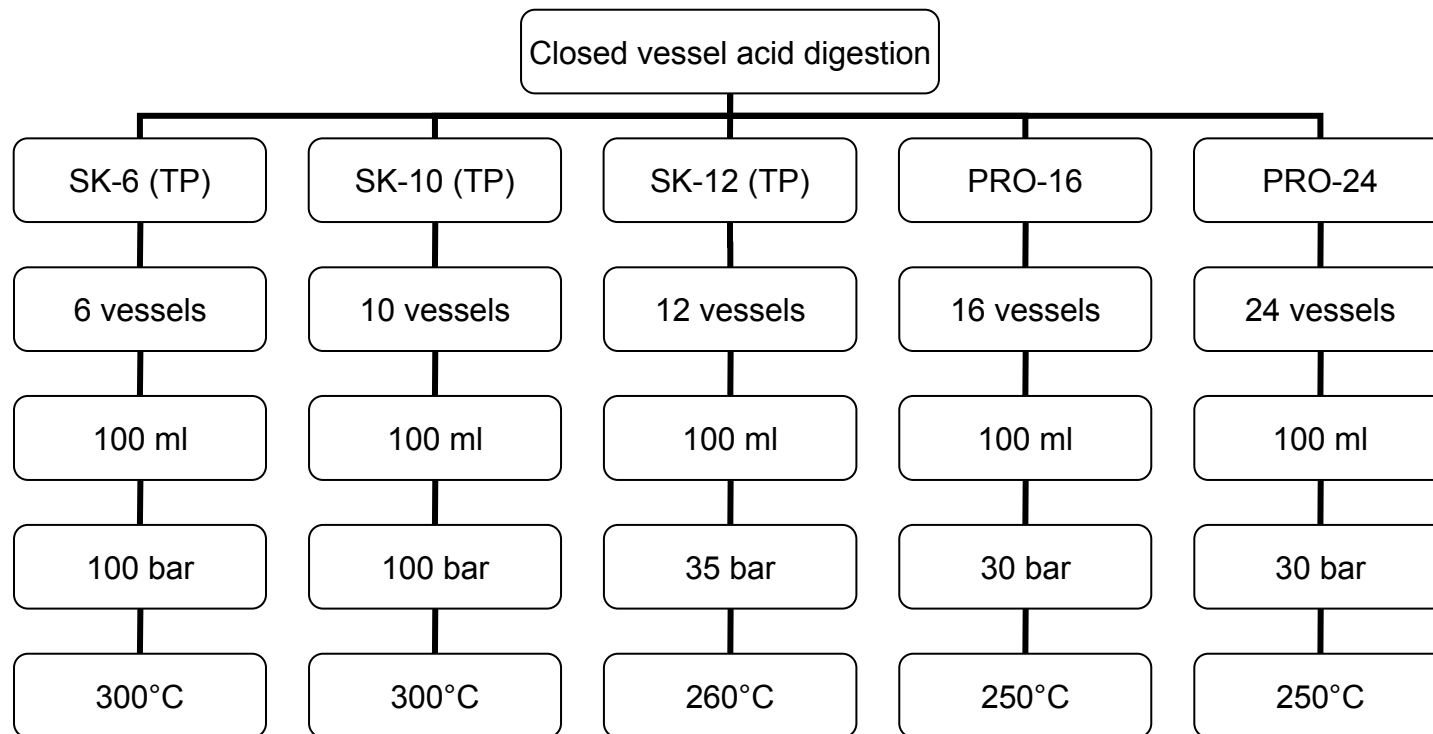 Closed vessel acid digestion
SK-6 (TP)
SK-10 (TP)
SK-12 (TP)
PRO-16
PRO-24
6 vessels
10 vessels
12 vessels
16 vessels
24 vessels
100 ml
100 ml
100 ml
100 ml
100 ml
100 bar
100 bar
35 bar
30 bar
30 bar
300°C
300°C
260°C
250°C
250°C